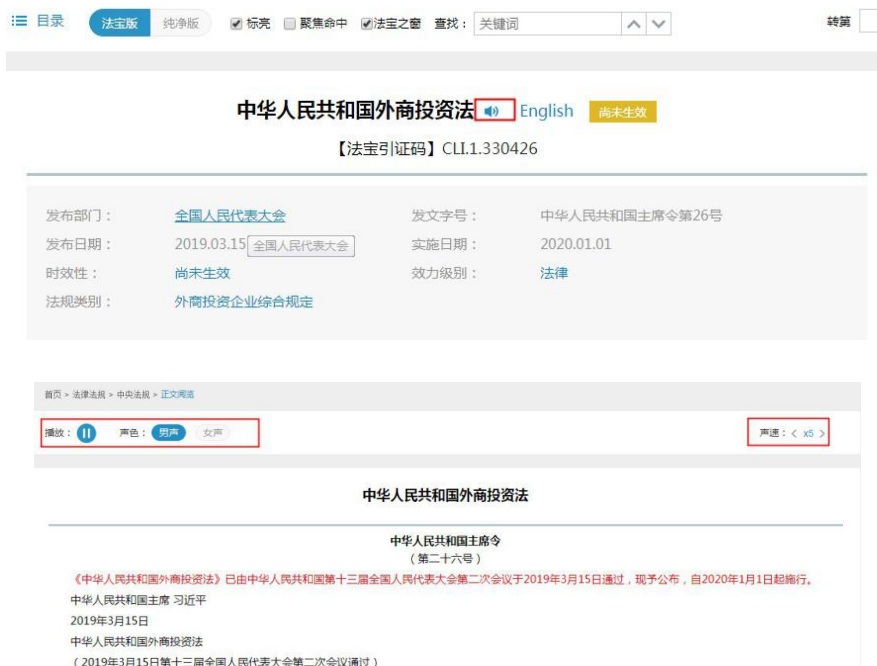 目录 法宝版 纯净版 标亮 聚焦命中 法宝之窗 查找： 关键词 转第
中华人民共和国外商投资法 English 尚未生效
【法宝引证码】CLI.1.330426
发布部门： 全国人民代表大会 发文字号： 中华人民共和国主席令第26号
发布日期： 2019.03.15 全国人民代表大会 实施日期： 2020.01.01
时效性： 尚未生效 效力级别： 法律
法规类别： 外商投资企业综合规定
首页 > 法律法规 > 中央法规 > 正文阅览
播放： 声色： 男声 女声 声速： < x5 >
中华人民共和国外商投资法
中华人民共和国主席令
（第二十六号）
《中华人民共和国外商投资法》已由中华人民共和国第十三届全国人民代表大会第二次会议于2019年3月15日通过，现予公布，自2020年1月1日起施行。
中华人民共和国主席 习近平
2019年3月15日
中华人民共和国外商投资法
（2019年3月15日第十三届全国人民代表大会第二次会议通过）